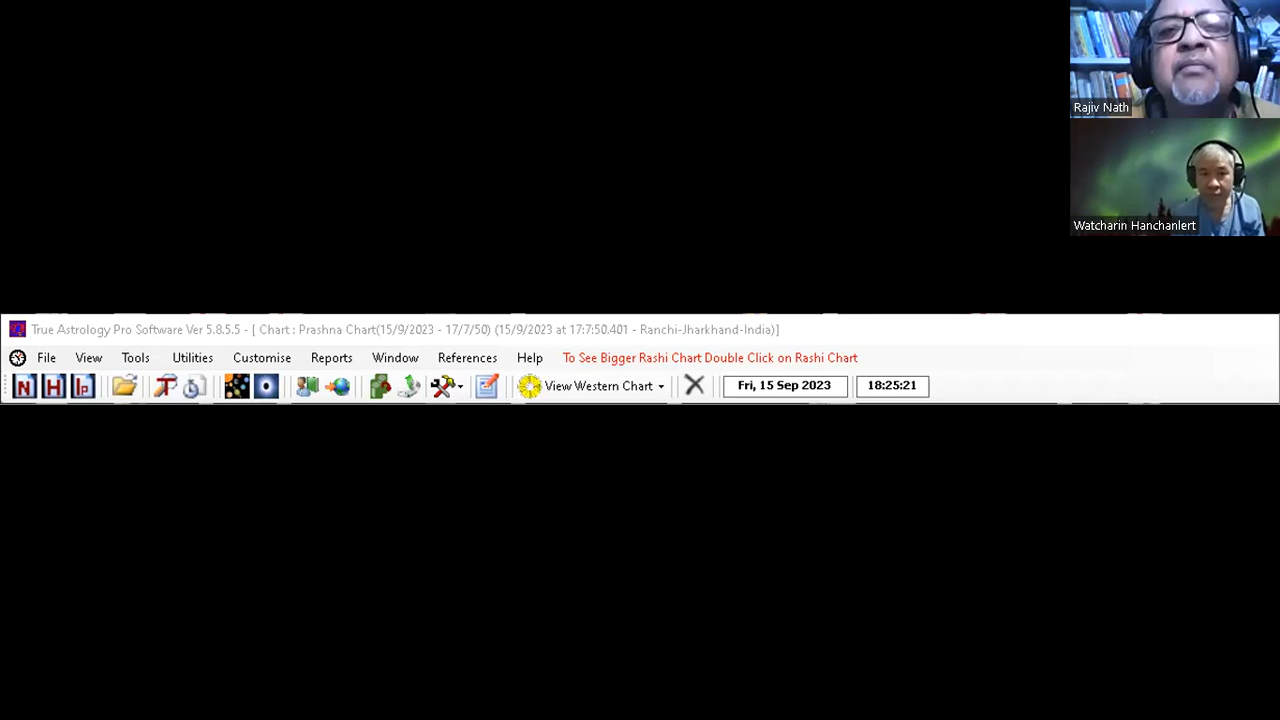 Rajiv Nath
Watcharin Hanchanlert
True Astrology Pro Software Ver 5.8.5.5 - [ Chart : Prashna Chart(15/9/2023 - 17/7/50) (15/9/2023 at 17:7:50.401 - Ranchi-Jharkhand-India)]
File View Tools Utilities Customise Reports Window References Help To See Bigger Rashi Chart Double Click on Rashi Chart
N H Ip View Western Chart Fri, 15 Sep 2023 18:25:21